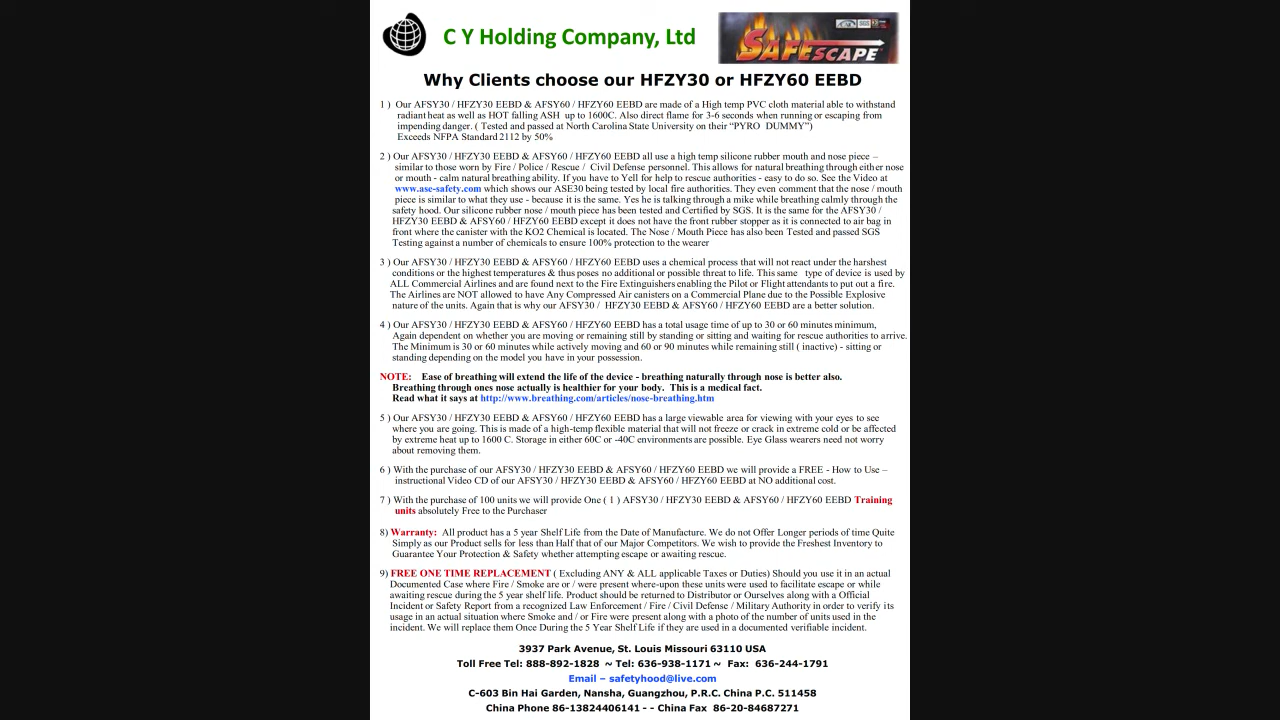 C Y Holding Company, Ltd
SAFESCAPE
Why Clients choose our HFZY30 or HFZY60 EEBD
1 ) Our AFSY30 / HFZY30 EEBD & AFSY60 / HFZY60 EEBD are made of a High temp PVC cloth material able to withstand
radiant heat as well as HOT falling ASH up to 1600C. Also direct flame for 3-6 seconds when running or escaping from
impending danger. ( Tested and passed at North Carolina State University on their “PYRO DUMMY”)
Exceeds NFPA Standard 2112 by 50%
2 ) Our AFSY30 / HFZY30 EEBD & AFSY60 / HFZY60 EEBD all use a high temp silicone rubber mouth and nose piece –
similar to those worn by Fire / Police / Rescue / Civil Defense personnel. This allows for natural breathing through either nose
or mouth - calm natural breathing ability. If you have to Yell for help to rescue authorities - easy to do so. See the Video at
www.ase-safety.com which shows our ASE30 being tested by local fire authorities. They even comment that the nose / mouth
piece is similar to what they use - because it is the same. Yes he is talking through a mike while breathing calmly through the
safety hood. Our silicone rubber nose / mouth piece has been tested and Certified by SGS. It is the same for the AFSY30 /
HFZY30 EEBD & AFSY60 / HFZY60 EEBD except it does not have the front rubber stopper as it is connected to air bag in
front where the canister with the KO2 Chemical is located. The Nose / Mouth Piece has also been Tested and passed SGS
Testing against a number of chemicals to ensure 100% protection to the wearer
3 ) Our AFSY30 / HFZY30 EEBD & AFSY60 / HFZY60 EEBD uses a chemical process that will not react under the harshest
conditions or the highest temperatures & thus poses no additional or possible threat to life. This same type of device is used by
ALL Commercial Airlines and are found next to the Fire Extinguishers enabling the Pilot or Flight attendants to put out a fire.
The Airlines are NOT allowed to have Any Compressed Air canisters on a Commercial Plane due to the Possible Explosive
nature of the units. Again that is why our AFSY30 / HFZY30 EEBD & AFSY60 / HFZY60 EEBD are a better solution.
4 ) Our AFSY30 / HFZY30 EEBD & AFSY60 / HFZY60 EEBD has a total usage time of up to 30 or 60 minutes minimum,
Again dependent on whether you are moving or remaining still by standing or sitting and waiting for rescue authorities to arrive.
The Minimum is 30 or 60 minutes while actively moving and 60 or 90 minutes while remaining still ( inactive) - sitting or
standing depending on the model you have in your possession.
NOTE: Ease of breathing will extend the life of the device - breathing naturally through nose is better also.
Breathing through ones nose actually is healthier for your body. This is a medical fact.
Read what it says at http://www.breathing.com/articles/nose-breathing.htm
5 ) Our AFSY30 / HFZY30 EEBD & AFSY60 / HFZY60 EEBD has a large viewable area for viewing with your eyes to see
where you are going. This is made of a high-temp flexible material that will not freeze or crack in extreme cold or be affected
by extreme heat up to 1600 C. Storage in either 60C or -40C environments are possible. Eye Glass wearers need not worry
about removing them.
6 ) With the purchase of our AFSY30 / HFZY30 EEBD & AFSY60 / HFZY60 EEBD we will provide a FREE - How to Use –
instructional Video CD of our AFSY30 / HFZY30 EEBD & AFSY60 / HFZY60 EEBD at NO additional cost.
7 ) With the purchase of 100 units we will provide One ( 1 ) AFSY30 / HFZY30 EEBD & AFSY60 / HFZY60 EEBD Training
units absolutely Free to the Purchaser
8) Warranty: All product has a 5 year Shelf Life from the Date of Manufacture. We do not Offer Longer periods of time Quite
Simply as our Product sells for less than Half that of our Major Competitors. We wish to provide the Freshest Inventory to
Guarantee Your Protection & Safety whether attempting escape or awaiting rescue.
9) FREE ONE TIME REPLACEMENT ( Excluding ANY & ALL applicable Taxes or Duties) Should you use it in an actual
Documented Case where Fire / Smoke are or / were present where-upon these units were used to facilitate escape or while
awaiting rescue during the 5 year shelf life. Product should be returned to Distributor or Ourselves along with a Official
Incident or Safety Report from a recognized Law Enforcement / Fire / Civil Defense / Military Authority in order to verify its
usage in an actual situation where Smoke and / or Fire were present along with a photo of the number of units used in the
incident. We will replace them Once During the 5 Year Shelf Life if they are used in a documented verifiable incident.
3937 Park Avenue, St. Louis Missouri 63110 USA
Toll Free Tel: 888-892-1828 ~ Tel: 636-938-1171 ~ Fax: 636-244-1791
Email – safetyhood@live.com
C-603 Bin Hai Garden, Nansha, Guangzhou, P.R.C. China P.C. 511458
China Phone 86-13824406141 - - China Fax 86-20-84687271